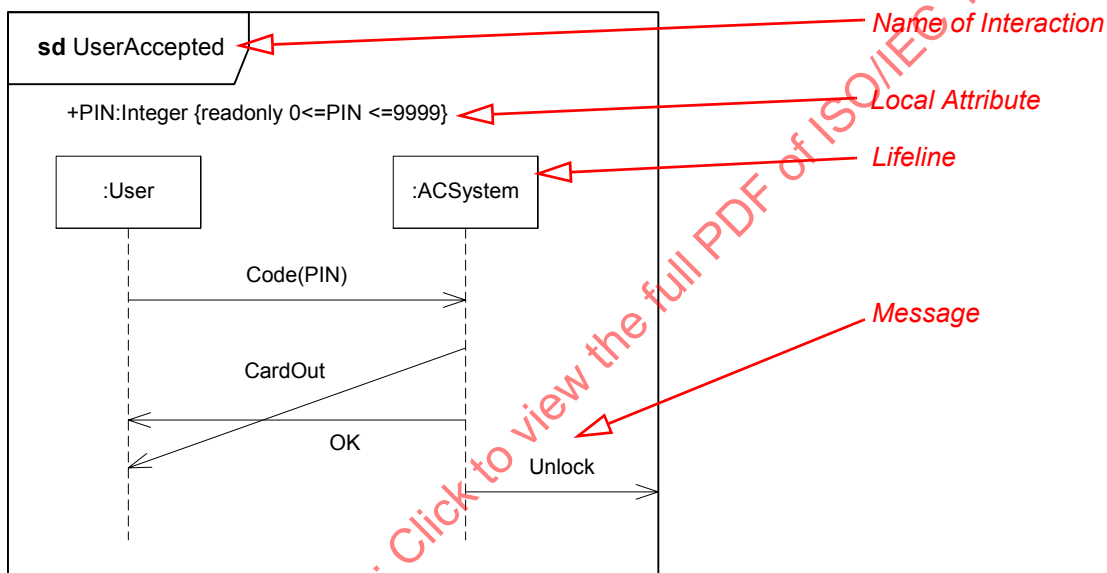 sd UserAccepted
Name of Interaction
+PIN:Integer {readonly 0<=PIN <=9999}
Local Attribute
Lifeline
:User
:ACSystem
Code(PIN)
Message
CardOut
OK
Unlock
: Click to view the full PDF of ISO/IEC